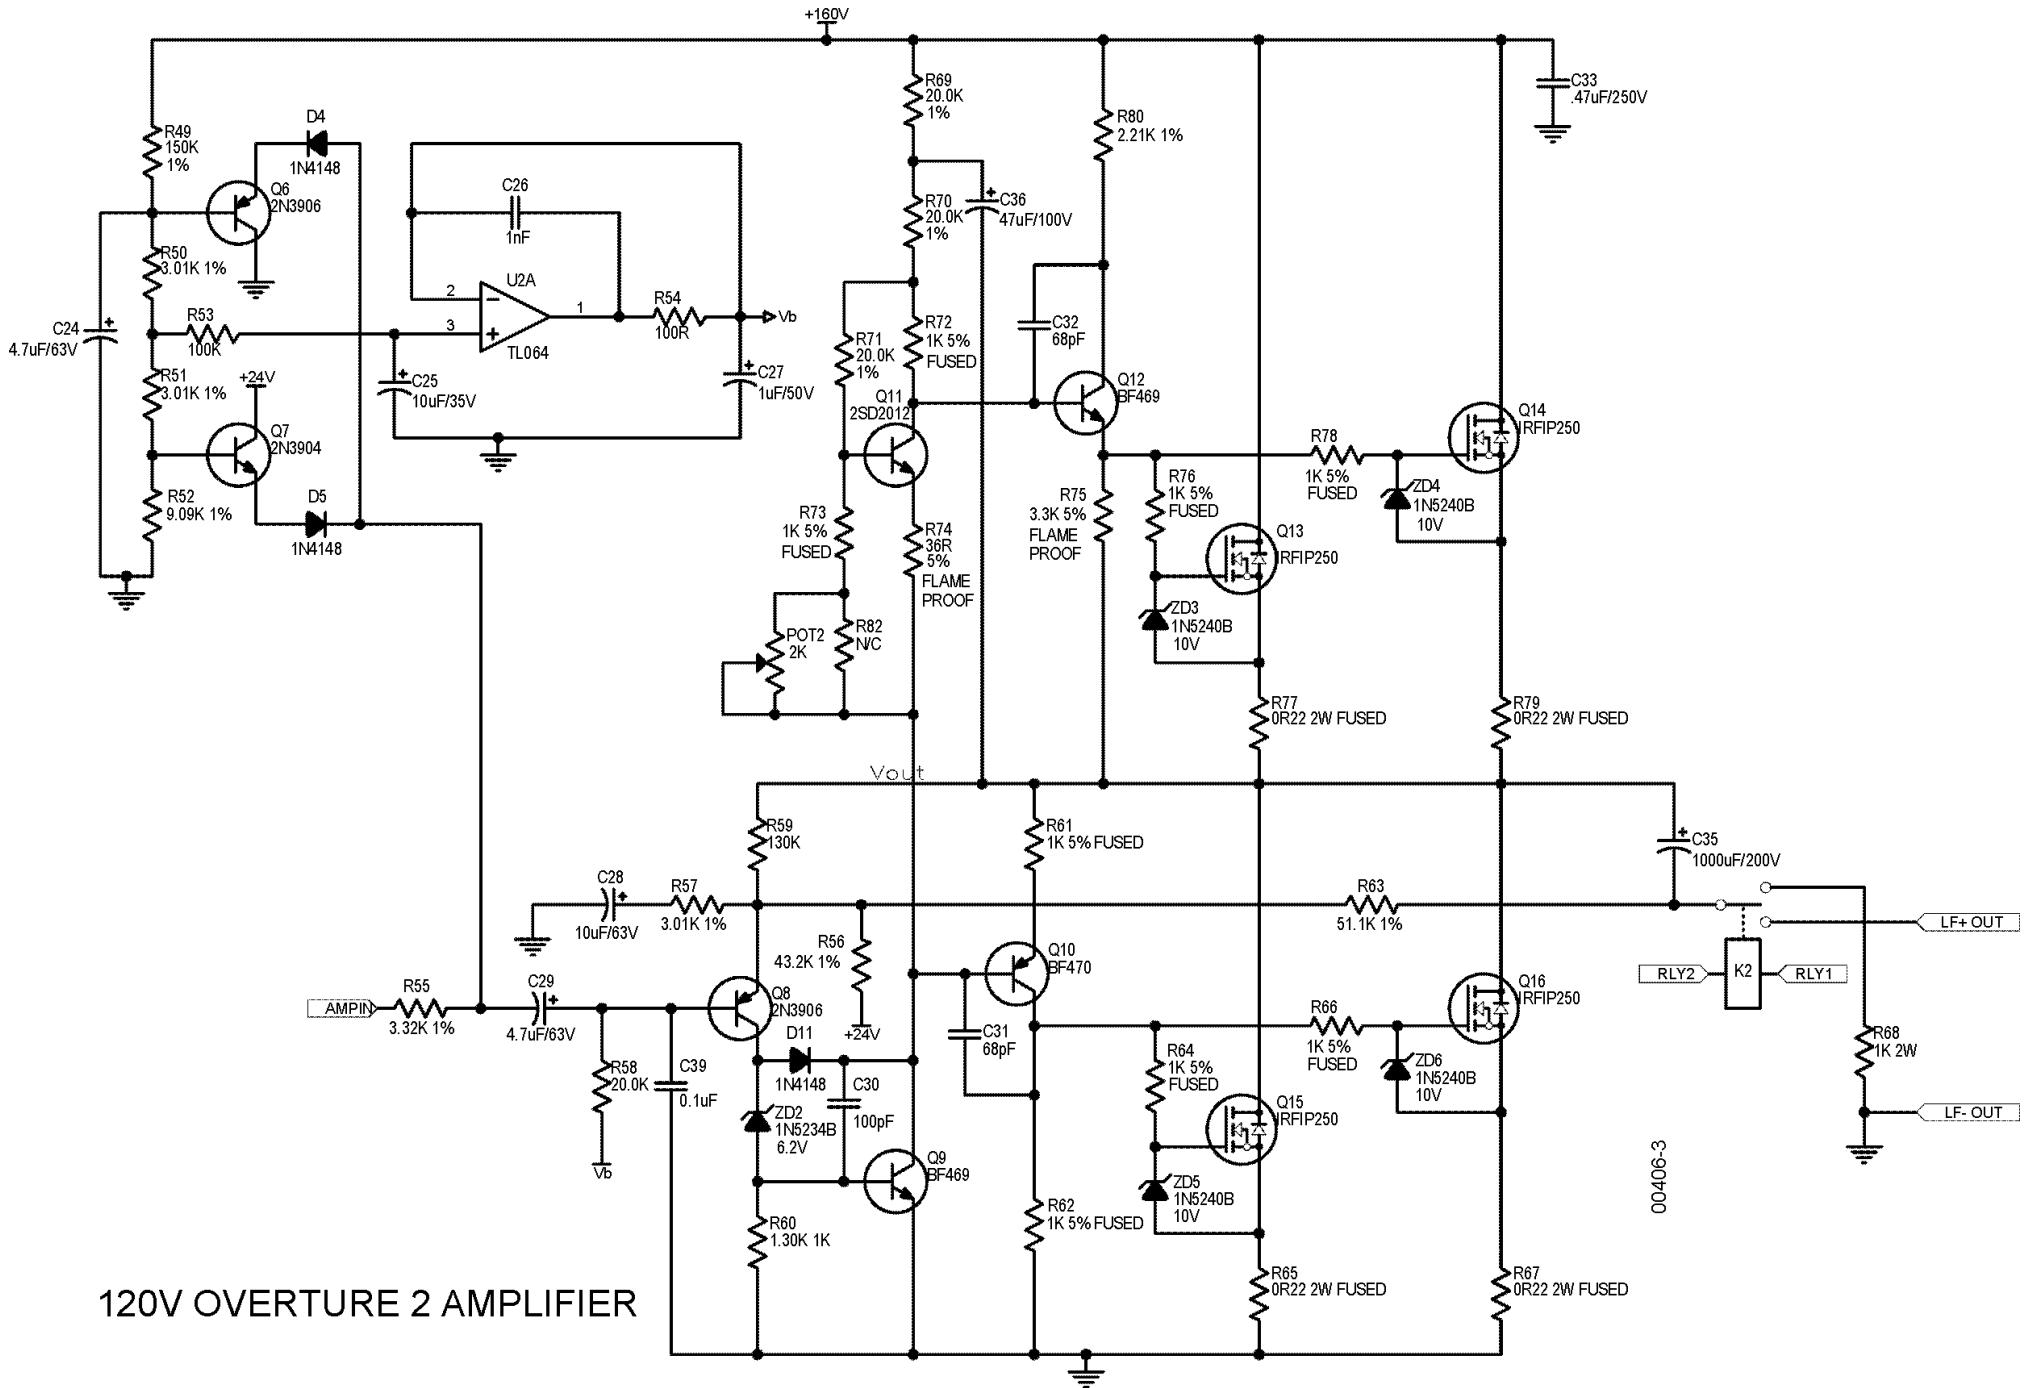 +160V
R69
20.0K
1%
C33
.47uF/250V
R80
2.21K 1%
D4
1N4148
R49
150K
1%
Q6
2N3906
C26
1nF
R70
20.0K
1%
C36
47uF/100V
R50
3.01K 1%
U2A
2
3
1
TL064
R54
100R
Vb
R53
100K
C24
4.7uF/63V
R51
3.01K 1%
+24V
C25
10uF/35V
C27
1uF/50V
R71
20.0K
1%
R72
1K 5%
FUSED
C32
68pF
Q12
BF469
Q11
2SD2012
Q14
IRFIP250
Q7
2N3904
R78
1K 5%
FUSED
ZD4
1N5240B
10V
R52
9.09K 1%
D5
1N4148
R73
1K 5%
FUSED
R74
36R
5%
FLAME
PROOF
R75
3.3K 5%
FLAME
PROOF
R76
1K 5%
FUSED
Q13
IRFIP250
ZD3
1N5240B
10V
POT2
2K
R82
N/C
R77
0R22 2W FUSED
R79
0R22 2W FUSED
Vout
R59
130K
R61
1K 5% FUSED
C35
1000uF/200V
C28
10uF/63V
R57
3.01K 1%
R63
51.1K 1%
LF+ OUT
R56
43.2K 1%
+24V
Q10
BF470
RLY2
K2
RLY1
Q16
IRFIP250
AMPIN
R55
3.32K 1%
C29
4.7uF/63V
Q8
2N3906
D11
1N4148
C31
68pF
R66
1K 5%
FUSED
ZD6
1N5240B
10V
R68
1K 2W
R58
20.0K
Vb
C39
0.1uF
ZD2
1N5234B
6.2V
C30
100pF
R64
1K 5%
FUSED
Q15
IRFIP250
LF- OUT
Q9
BF469
ZD5
1N5240B
10V
00406-3
R60
1.30K 1K
R62
1K 5% FUSED
R65
0R22 2W FUSED
R67
0R22 2W FUSED
120V OVERTURE 2 AMPLIFIER